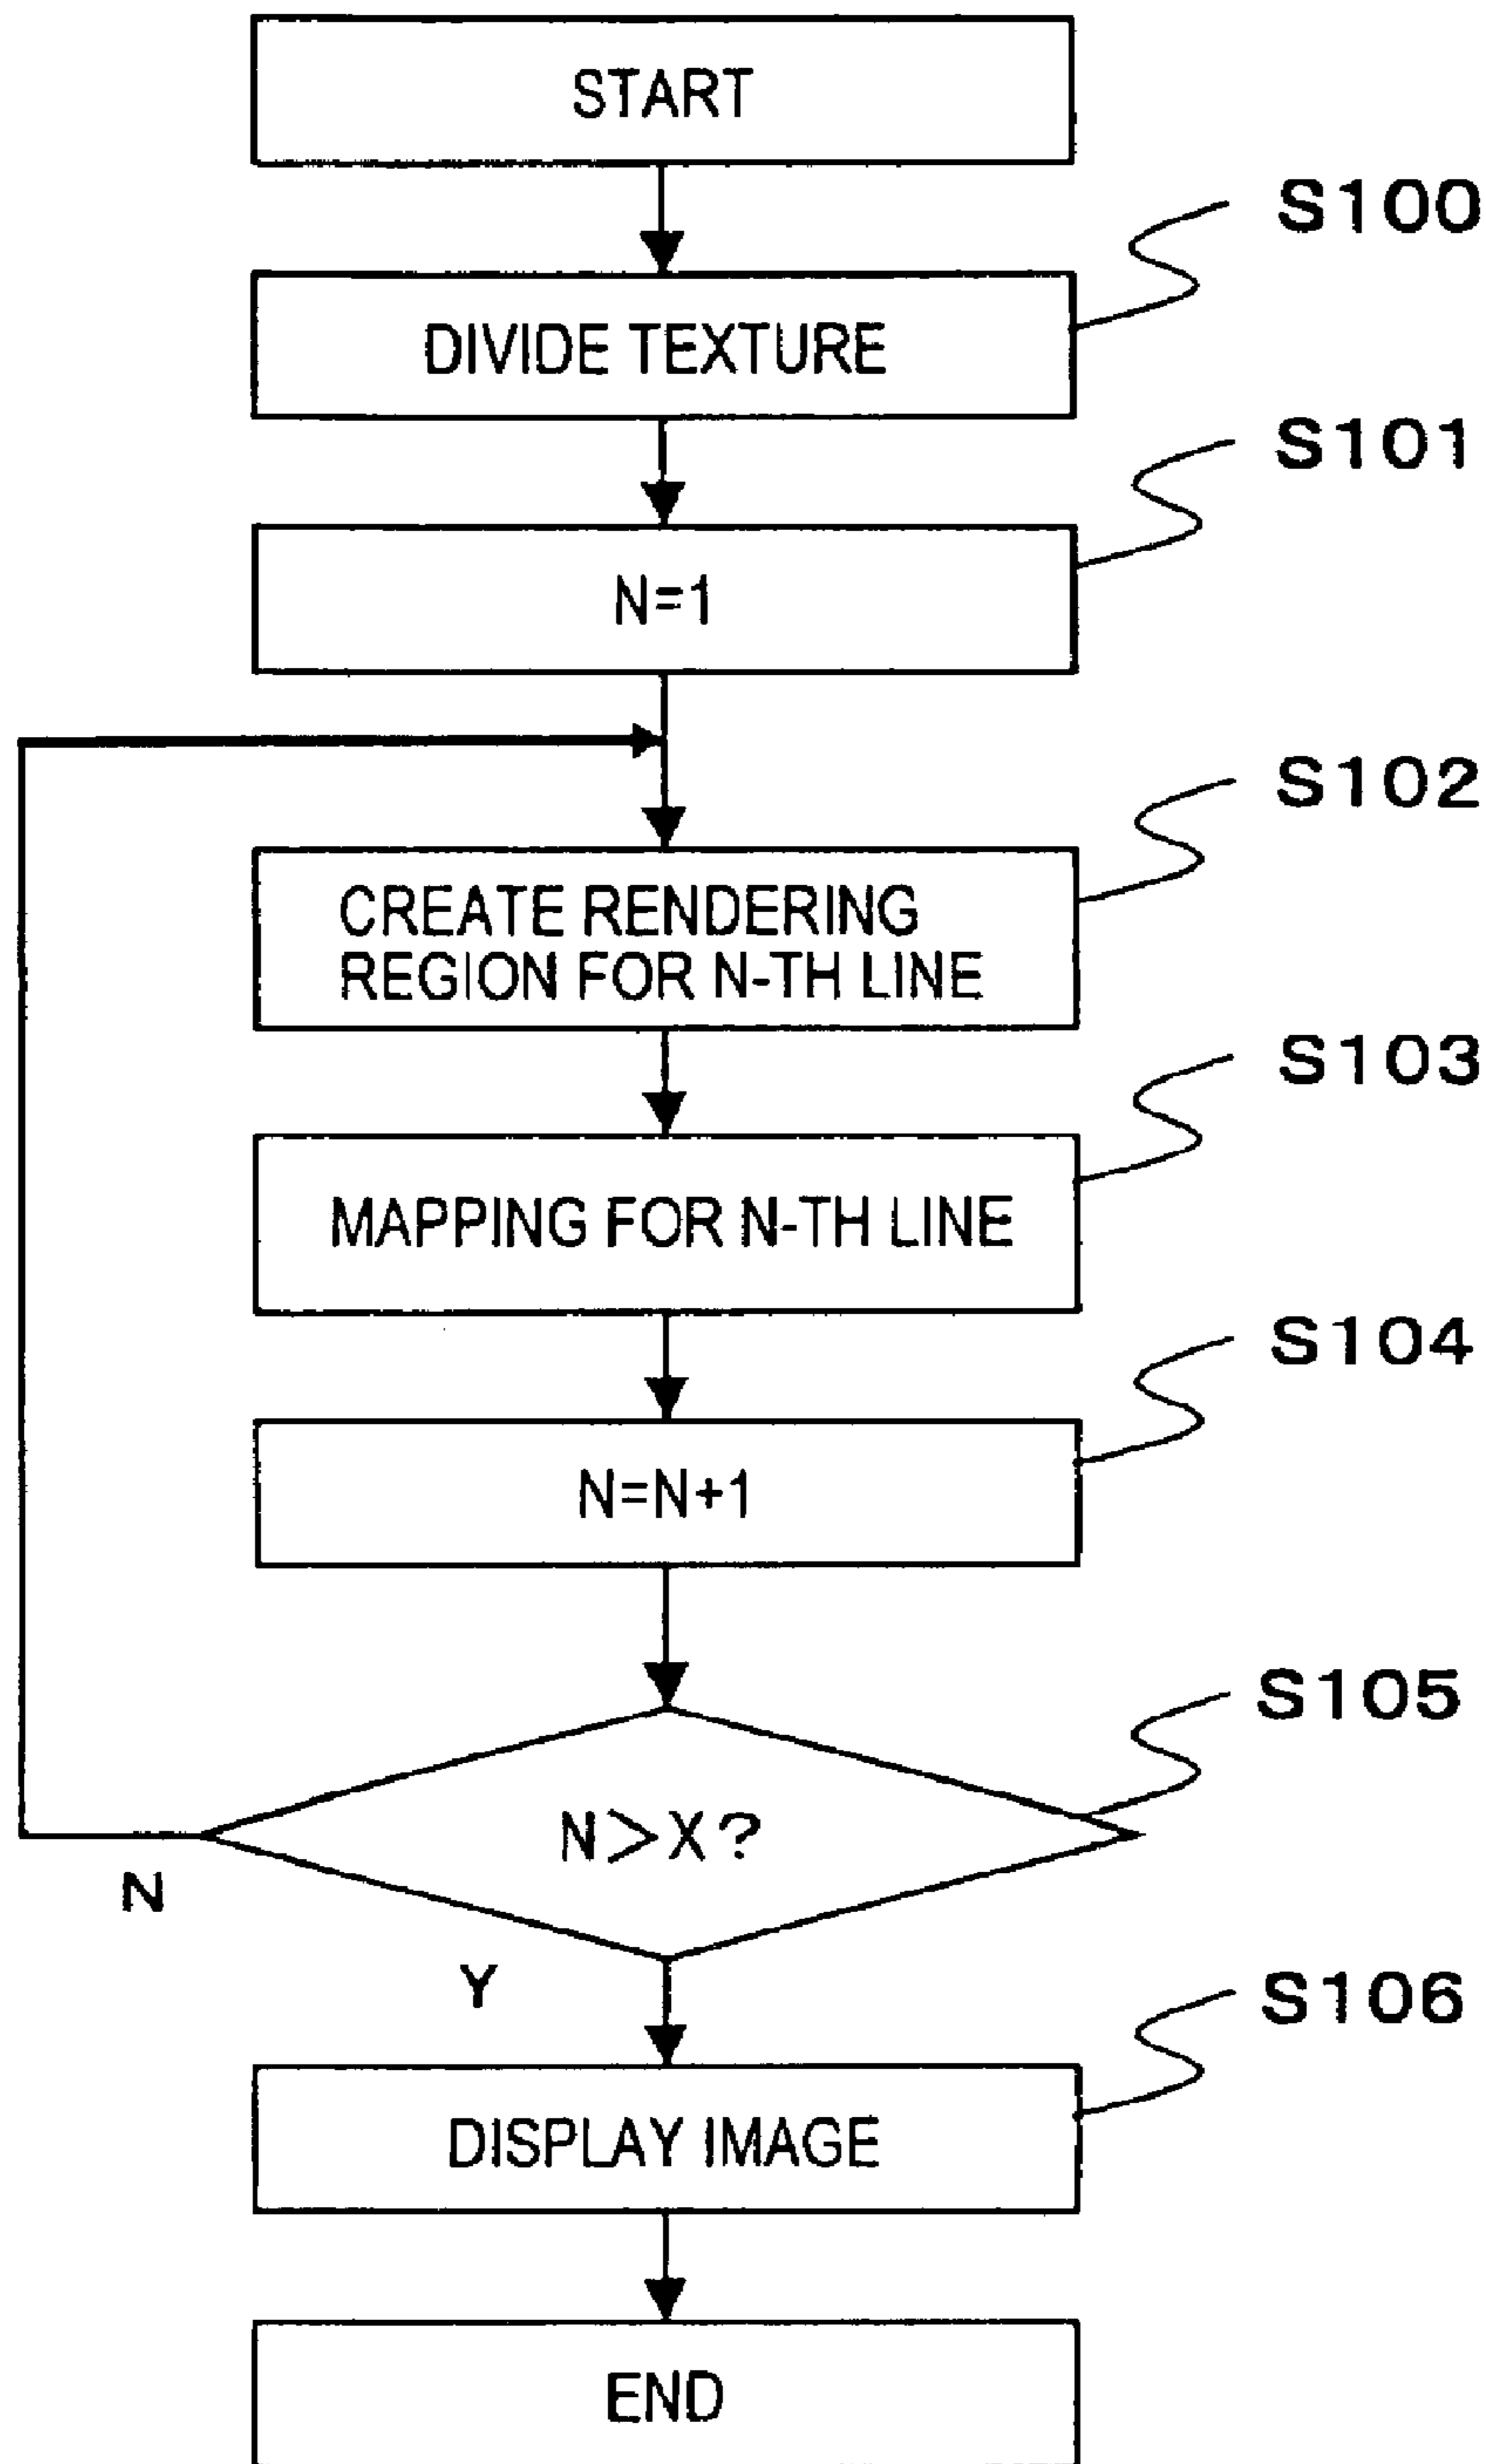 START
S100
DIVIDE TEXTURE
S101
N=1
S102
CREATE RENDERING
REGION FOR N-TH LINE
S103
MAPPING FOR N-TH LINE
S104
N=N+1
S105
N>X?
N
Y
S106
DISPLAY IMAGE
END